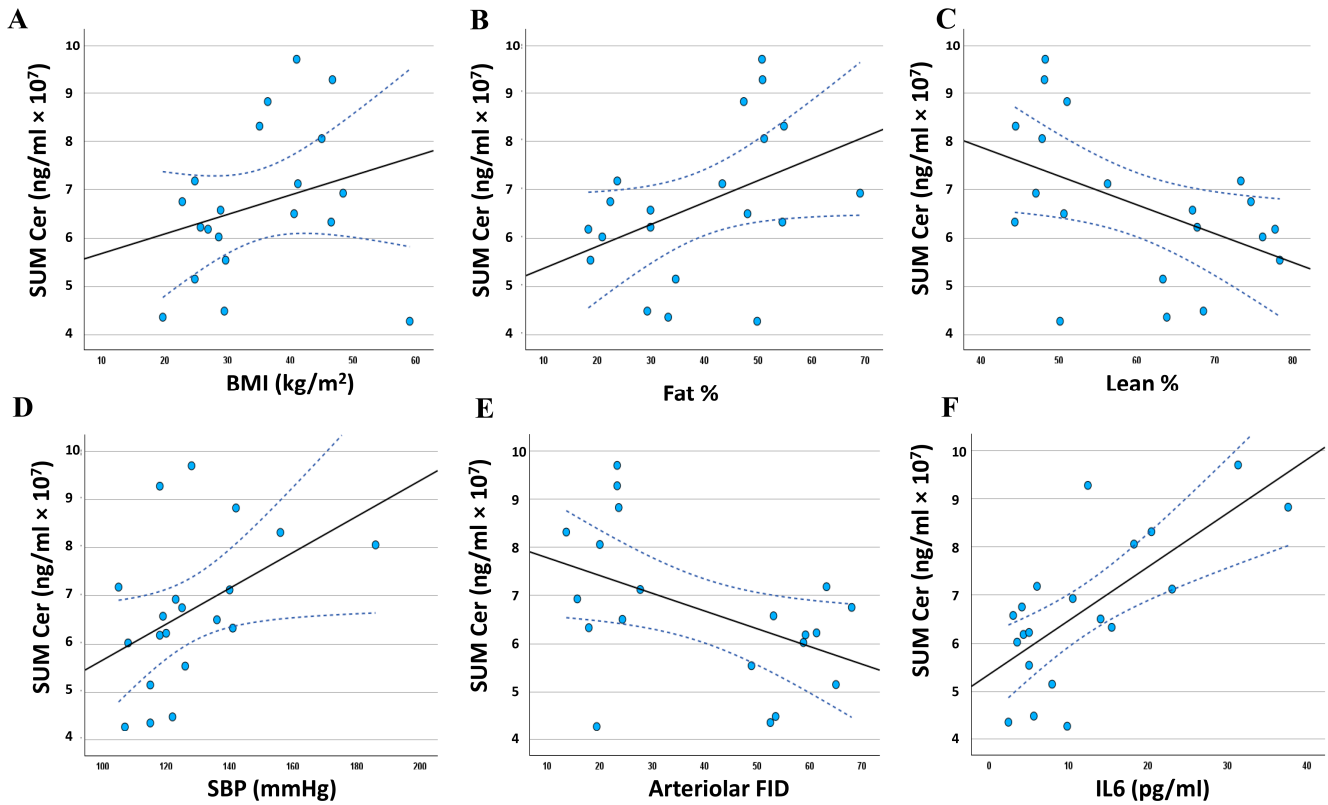 A
SUM Cer (ng/ml × 10⁷)
10
9
8
7
6
5
4
10 20 30 40 50 60
BMI (kg/m²)
B
SUM Cer (ng/ml × 10⁷)
10
9
8
7
6
5
4
10 20 30 40 50 60 70
Fat %
C
SUM Cer (ng/ml × 10⁷)
10
9
8
7
6
5
4
40 50 60 70 80
Lean %
D
SUM Cer (ng/ml × 10⁷)
10
9
8
7
6
5
4
100 120 140 160 180 200
SBP (mmHg)
E
SUM Cer (ng/ml × 10⁷)
10
9
8
7
6
5
4
10 20 30 40 50 60 70
Arteriolar FID
F
SUM Cer (ng/ml × 10⁷)
10
9
8
7
6
5
4
0 10 20 30 40
IL6 (pg/ml)